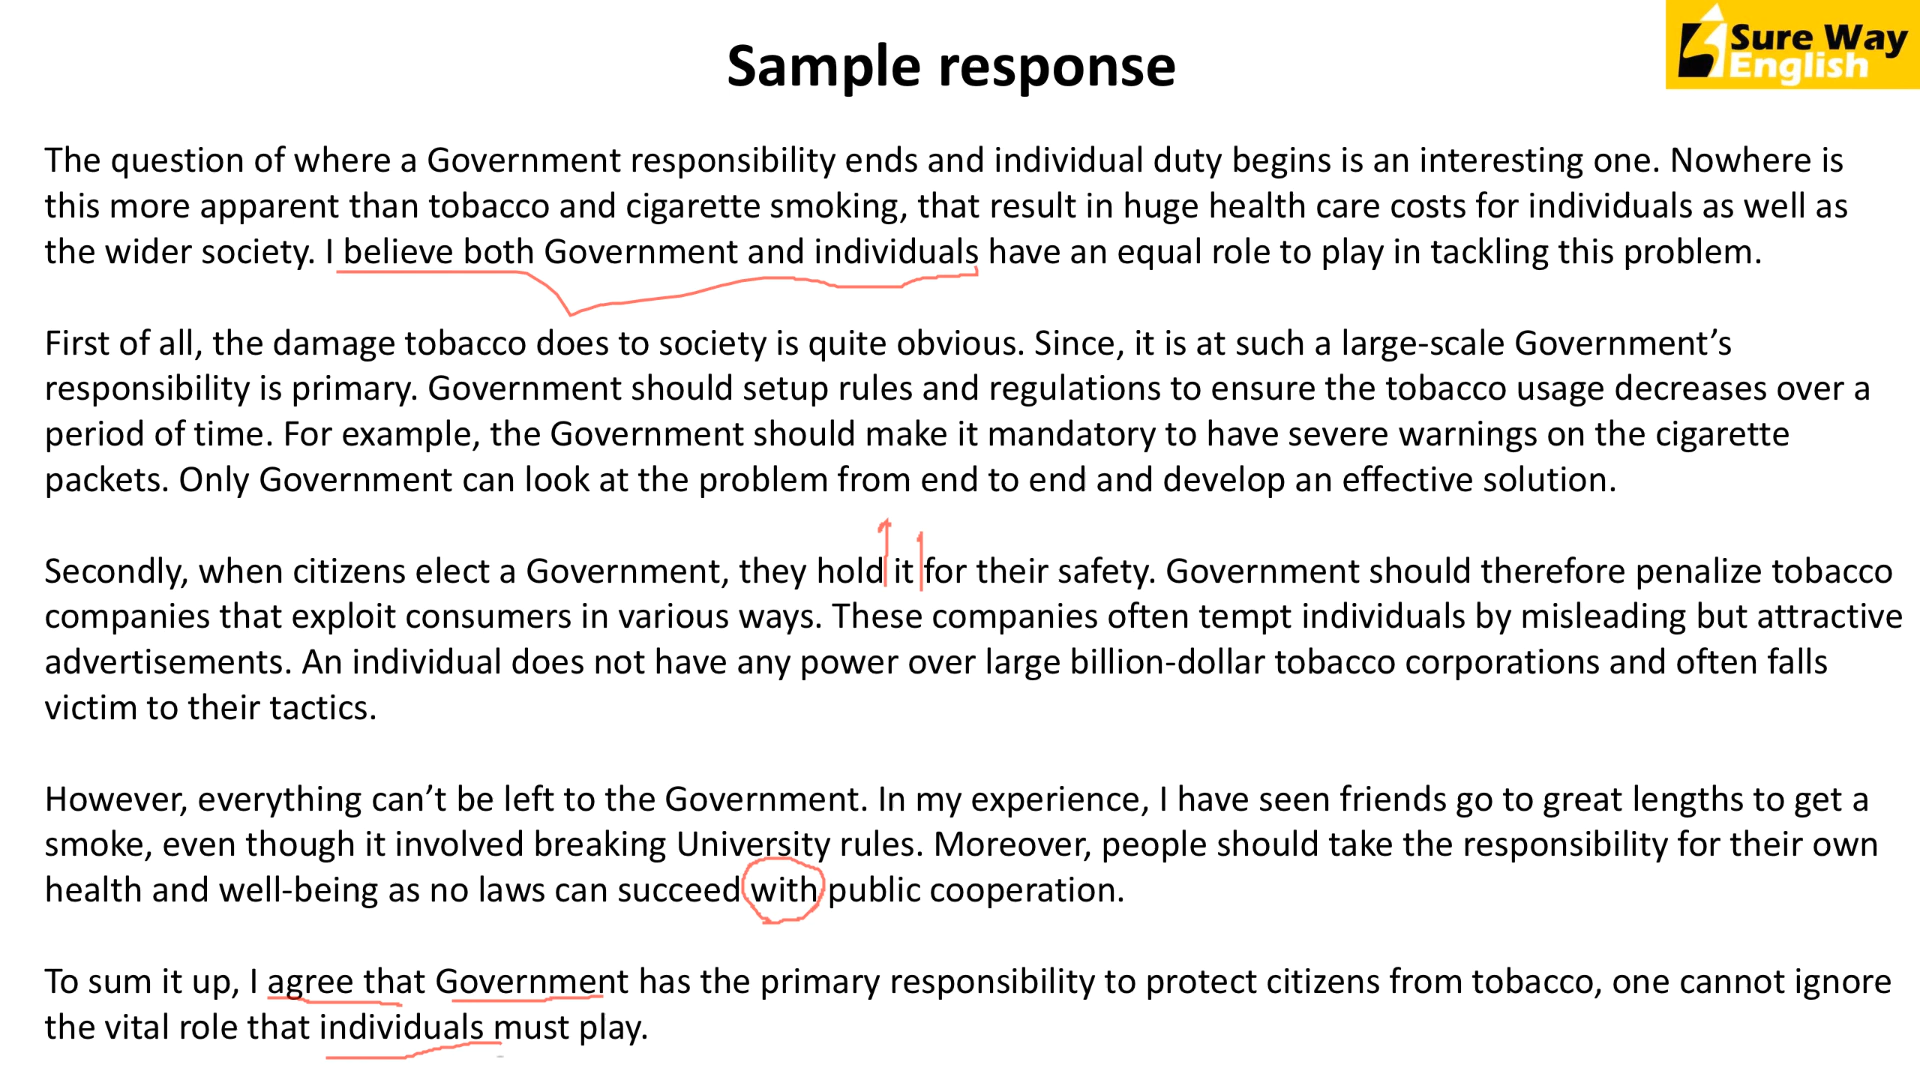 Sample response
Sure Way
English
The question of where a Government responsibility ends and individual duty begins is an interesting one. Nowhere is
this more apparent than tobacco and cigarette smoking, that result in huge health care costs for individuals as well as
the wider society. I believe both Government and individuals have an equal role to play in tackling this problem.
First of all, the damage tobacco does to society is quite obvious. Since, it is at such a large-scale Government’s
responsibility is primary. Government should setup rules and regulations to ensure the tobacco usage decreases over a
period of time. For example, the Government should make it mandatory to have severe warnings on the cigarette
packets. Only Government can look at the problem from end to end and develop an effective solution.
Secondly, when citizens elect a Government, they hold it for their safety. Government should therefore penalize tobacco
companies that exploit consumers in various ways. These companies often tempt individuals by misleading but attractive
advertisements. An individual does not have any power over large billion-dollar tobacco corporations and often falls
victim to their tactics.
However, everything can’t be left to the Government. In my experience, I have seen friends go to great lengths to get a
smoke, even though it involved breaking University rules. Moreover, people should take the responsibility for their own
health and well-being as no laws can succeed with public cooperation.
To sum it up, I agree that Government has the primary responsibility to protect citizens from tobacco, one cannot ignore
the vital role that individuals must play.